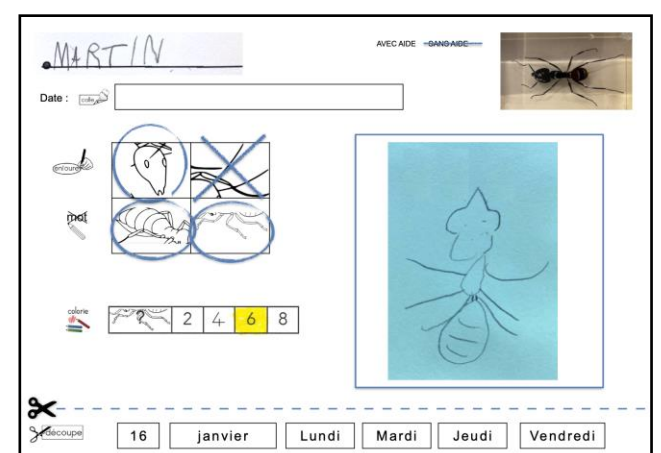 MARTIN
AVEC AIDE SANS AIDE
Date : colle
entoure
mot
colorie
? 2 4 6 8
découpe 16 janvier Lundi Mardi Jeudi Vendredi